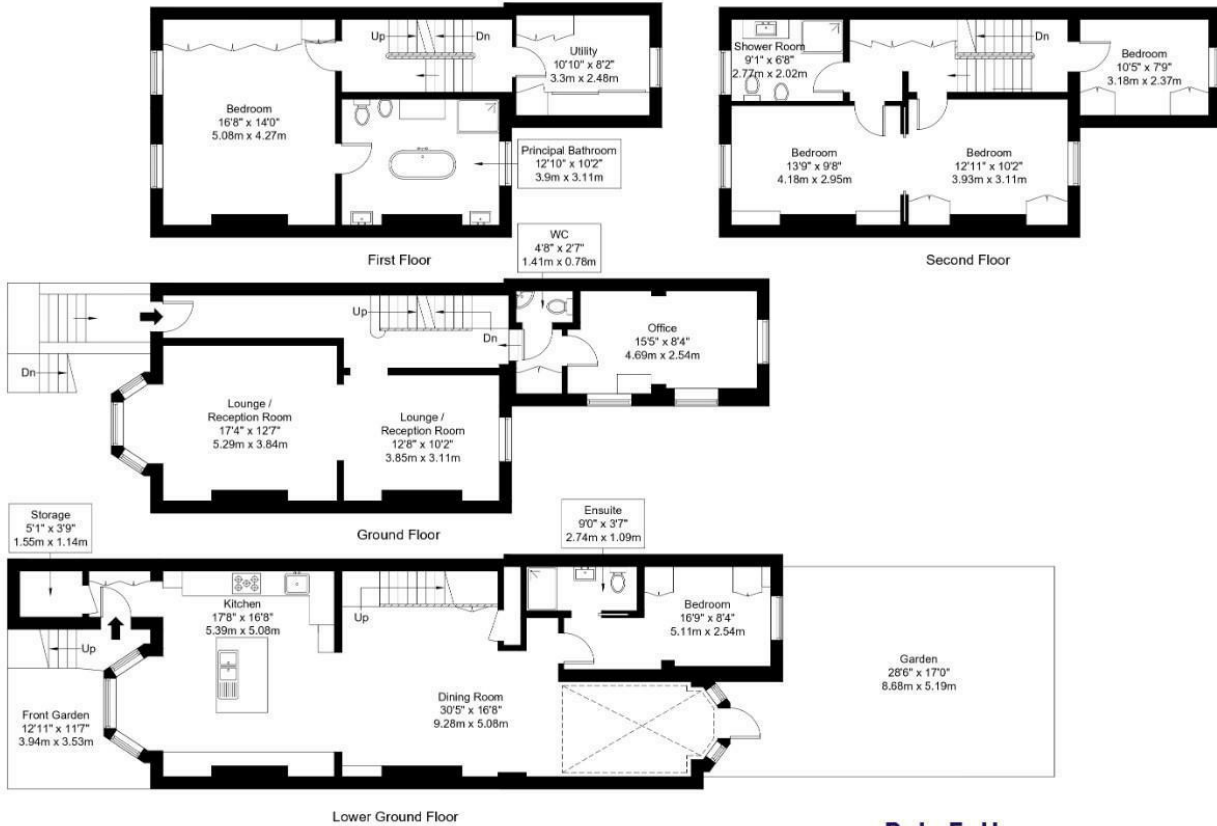 Up
Dn
Utility
10'10" x 8'2"
3.3m x 2.48m
Bedroom
16'8" x 14'0"
5.08m x 4.27m
Principal Bathroom
12'10" x 10'2"
3.9m x 3.11m
First Floor
Shower Room
9'1" x 6'8"
2.77m x 2.02m
Dn
Bedroom
10'5" x 7'9"
3.18m x 2.37m
Bedroom
13'9" x 9'8"
4.18m x 2.95m
Bedroom
12'11" x 10'2"
3.93m x 3.11m
Second Floor
WC
4'8" x 2'7"
1.41m x 0.78m
Up
Dn
Office
15'5" x 8'4"
4.69m x 2.54m
Dn
Lounge /
Reception Room
17'4" x 12'7"
5.29m x 3.84m
Lounge /
Reception Room
12'8" x 10'2"
3.85m x 3.11m
Ground Floor
Storage
5'1" x 3'9"
1.55m x 1.14m
Ensuite
9'0" x 3'7"
2.74m x 1.09m
Kitchen
17'8" x 16'8"
5.39m x 5.08m
Up
Bedroom
16'9" x 8'4"
5.11m x 2.54m
Up
Front Garden
12'11" x 11'7"
3.94m x 3.53m
Dining Room
30'5" x 16'8"
9.28m x 5.08m
Garden
28'6" x 17'0"
8.68m x 5.19m
Lower Ground Floor